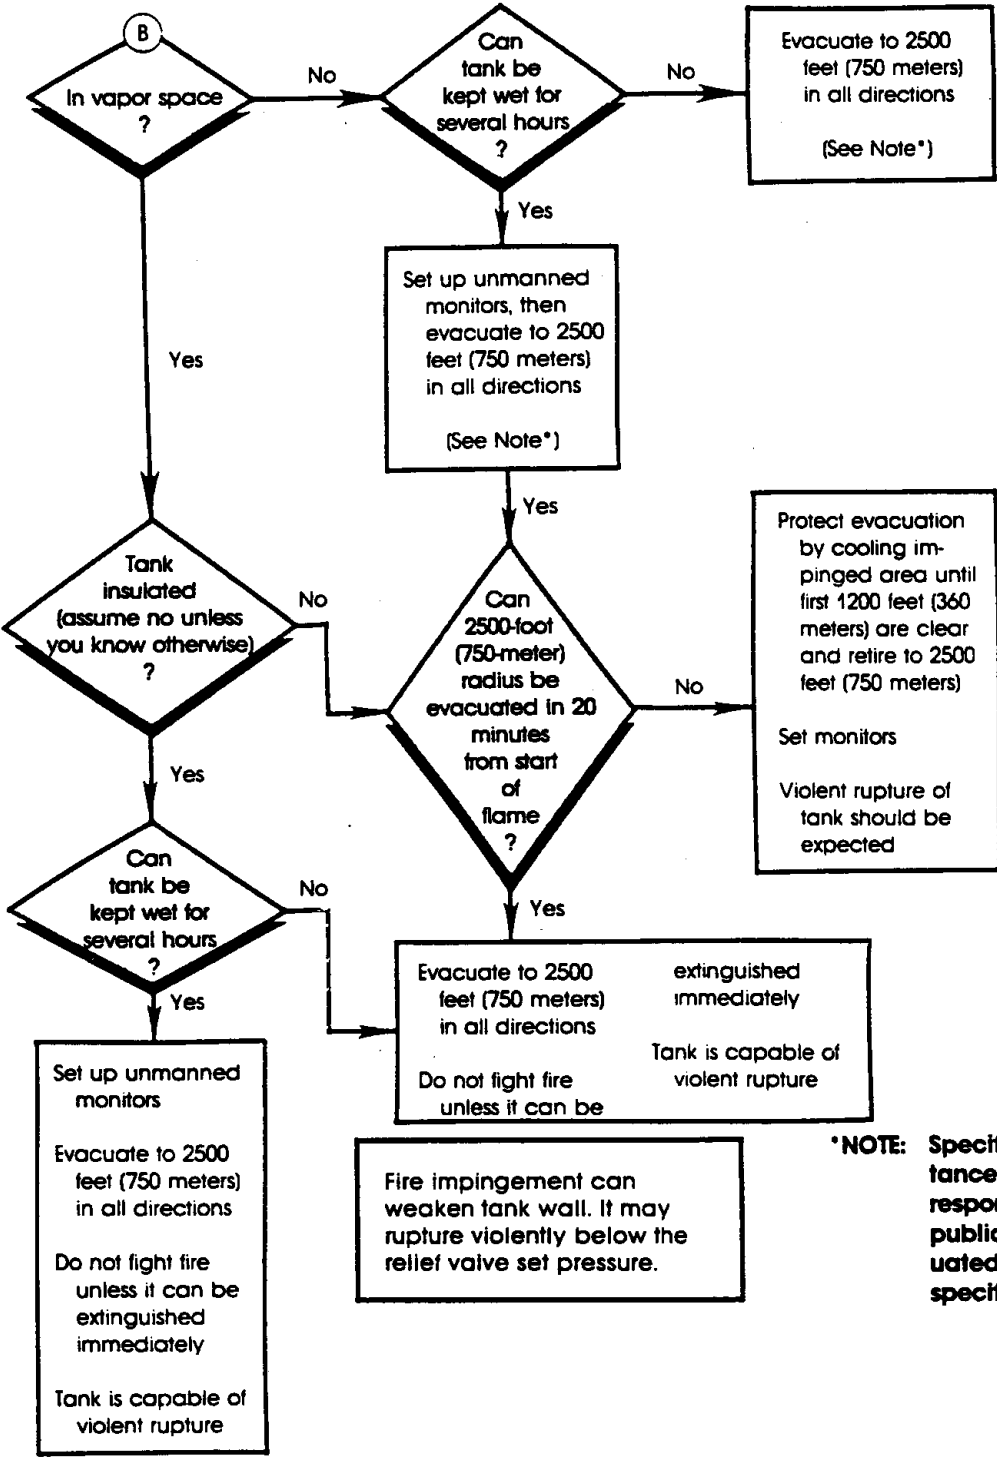 B
In vapor space
?
No
Can
tank be
kept wet for
several hours
?
No
Evacuate to 2500
feet (750 meters)
in all directions
(See Note*)
Yes
Set up unmanned
monitors, then
evacuate to 2500
feet (750 meters)
in all directions
(See Note*)
Yes
Yes
Tank
insulated
(assume no unless
you know otherwise)
?
No
Can
2500-foot
(750-meter)
radius be
evacuated in 20
minutes
from start
of
flame
?
No
Protect evacuation
by cooling im-
pinged area until
first 1200 feet (360
meters) are clear
and retire to 2500
feet (750 meters)
Set monitors
Violent rupture of
tank should be
expected
Yes
Can
tank be
kept wet for
several hours
?
No
Yes
Evacuate to 2500
feet (750 meters)
in all directions
Do not fight fire
unless it can be
extinguished
immediately
Tank is capable of
violent rupture
Yes
Set up unmanned
monitors
Evacuate to 2500
feet (750 meters)
in all directions
Do not fight fire
unless it can be
extinguished
immediately
Tank is capable of
violent rupture
Fire impingement can
weaken tank wall. It may
rupture violently below the
relief valve set pressure.
*NOTE: Specif
tance
respor
public
uated
specif